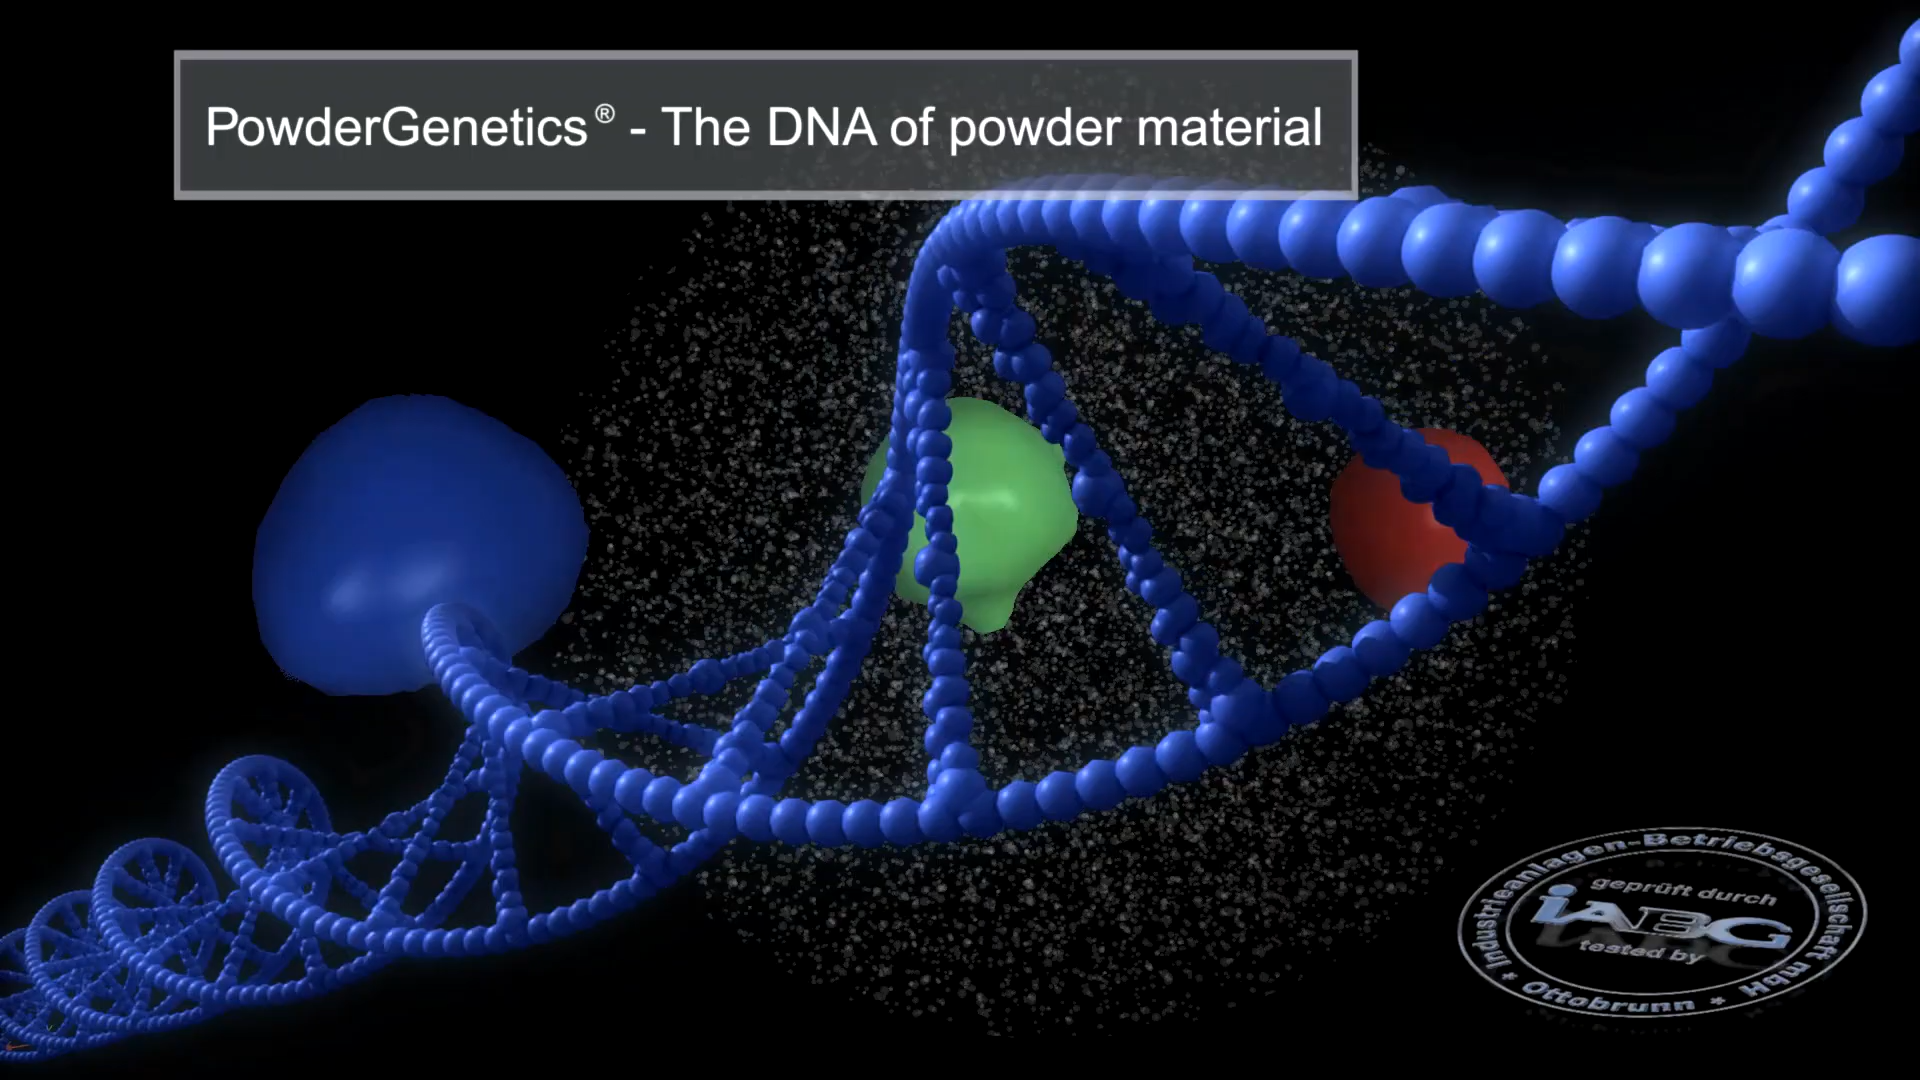 PowderGenetics® - The DNA of powder material
* Industrieanlagen-Betriebsgesellschaft mbH *
geprüft durch
iABG
tested by
Ottobrunn